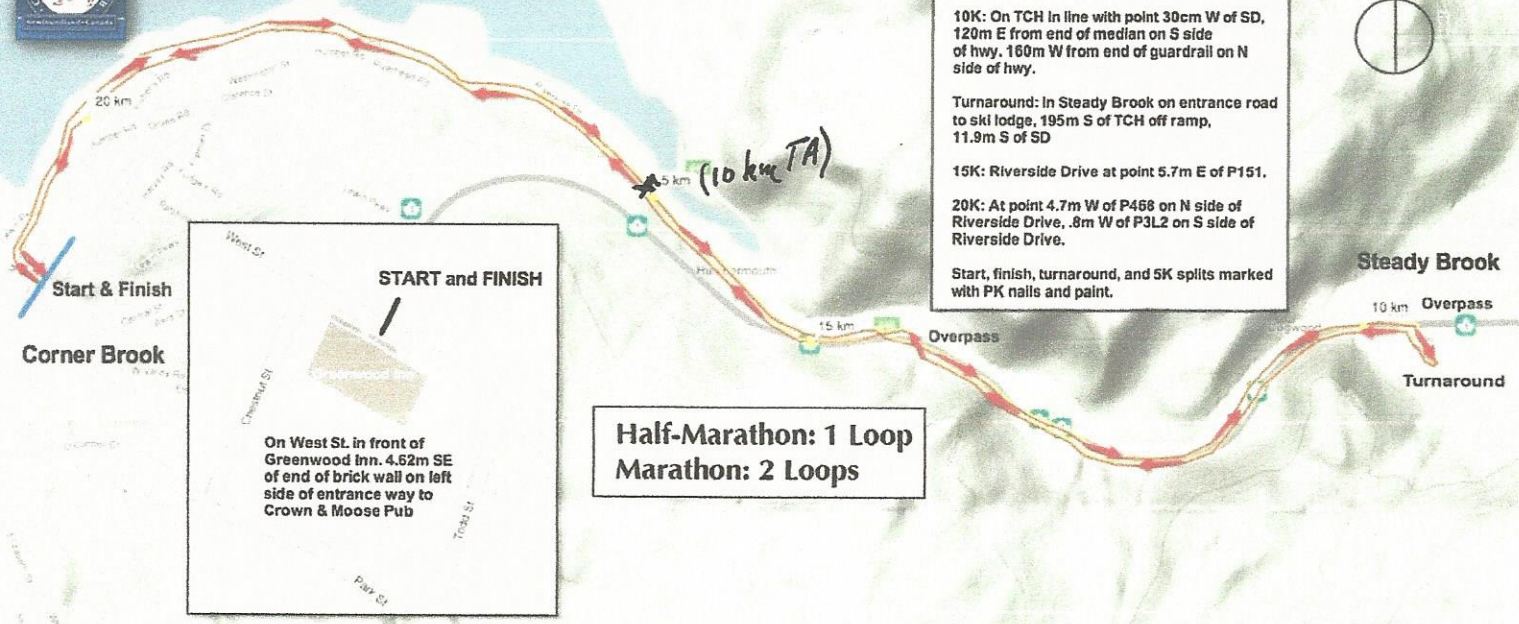 Newfoundland•Canada
10K: On TCH in line with point 30cm W of SD,
120m E from end of median on S side
of hwy. 160m W from end of guardrail on N
side of hwy.
Turnaround: In Steady Brook on entrance road
to ski lodge, 195m S of TCH off ramp,
11.9m S of SD
15K: Riverside Drive at point 5.7m E of P151.
20K: At point 4.7m W of P468 on N side of
Riverside Drive, .8m W of P3L2 on S side of
Riverside Drive.
Start, finish, turnaround, and 5K splits marked
with PK nails and paint.
20 km
5 km (10 km TA)
Steady Brook
10 km Overpass
Turnaround
15 km
Overpass
Start & Finish
Corner Brook
West St
START and FINISH
Greenwood Inn
Chestnut St
On West St. in front of
Greenwood Inn. 4.62m SE
of end of brick wall on left
side of entrance way to
Crown & Moose Pub
Todd St
Park St
Half-Marathon: 1 Loop
Marathon: 2 Loops